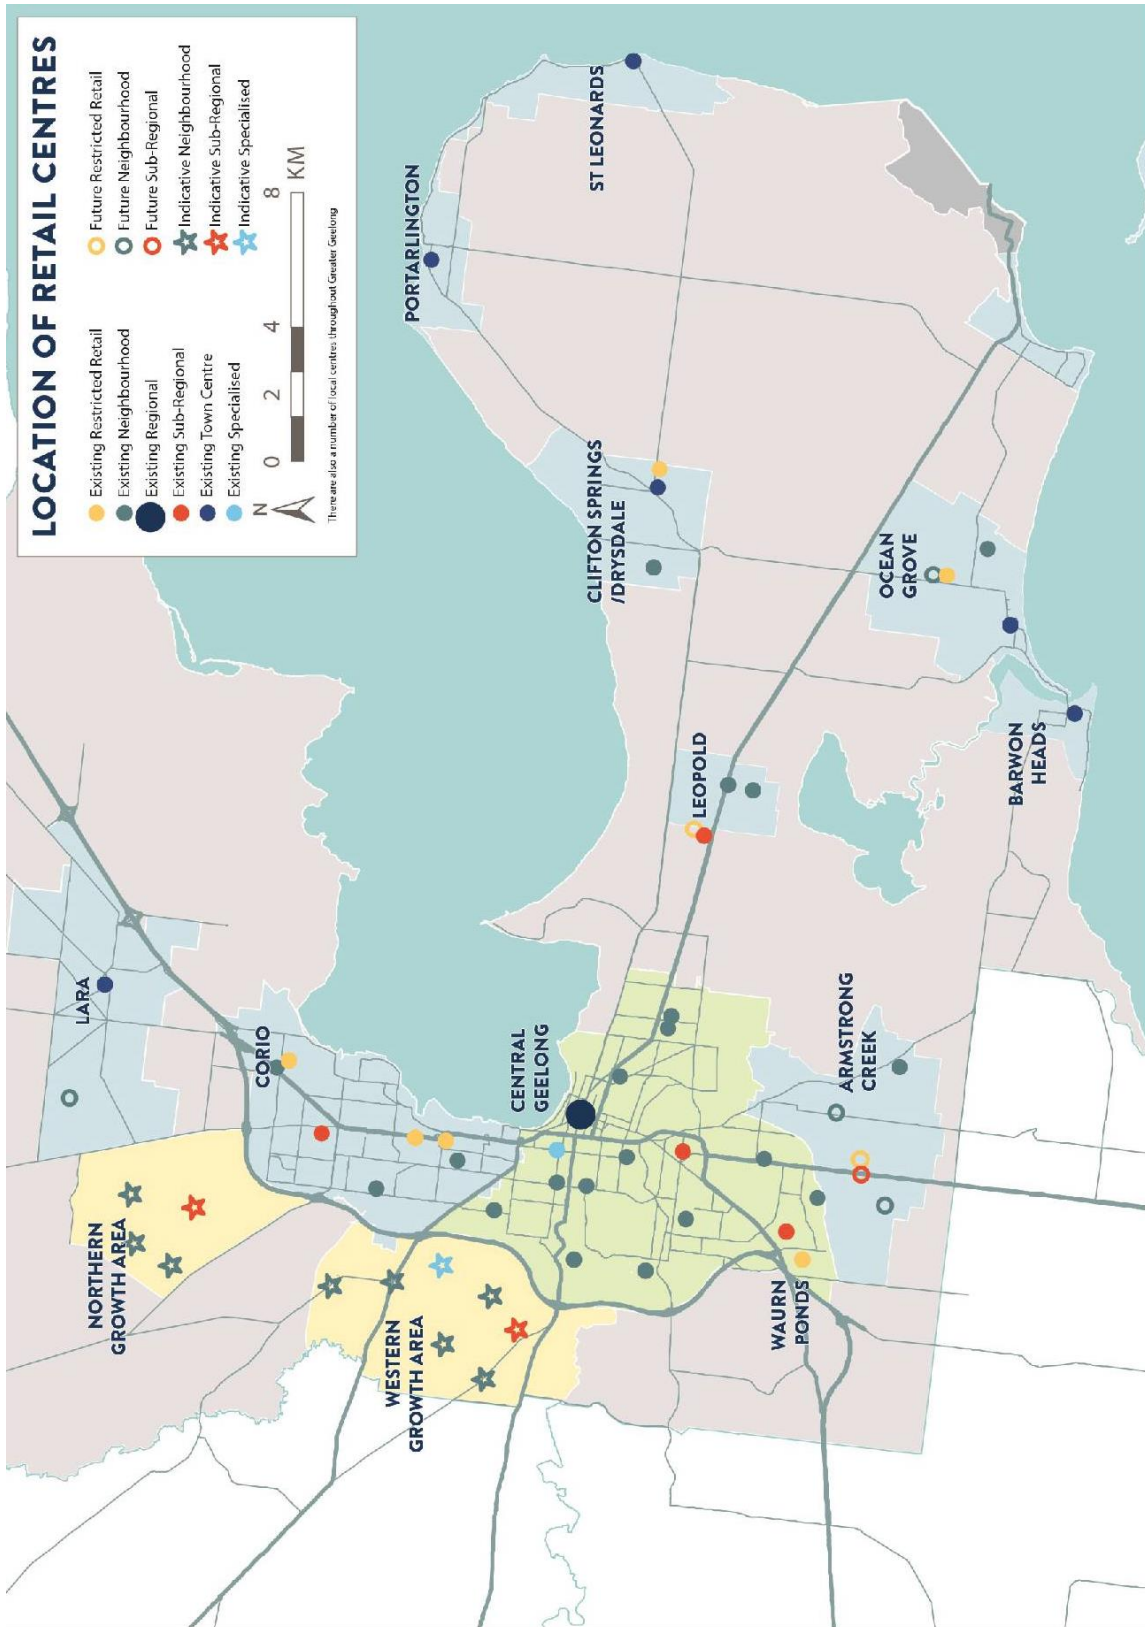 LOCATION OF RETAIL CENTRES
Existing Restricted Retail
Existing Neighbourhood
Existing Regional
Existing Sub-Regional
Existing Town Centre
Existing Specialised
Future Restricted Retail
Future Neighbourhood
Future Sub-Regional
Indicative Neighbourhood
Indicative Sub-Regional
Indicative Specialised
N
0 2 4 8
KM
There are also a number of local centres throughout Greater Geelong
LARA
NORTHERN
GROWTH AREA
CORIO
WESTERN
GROWTH AREA
CENTRAL
GEELONG
PORTARLINGTON
ST LEONARDS
CLIFTON SPRINGS
/DRYSDALE
LEOPOLD
WAURN
PONDS
ARMSTRONG
CREEK
OCEAN
GROVE
BARWON
HEADS